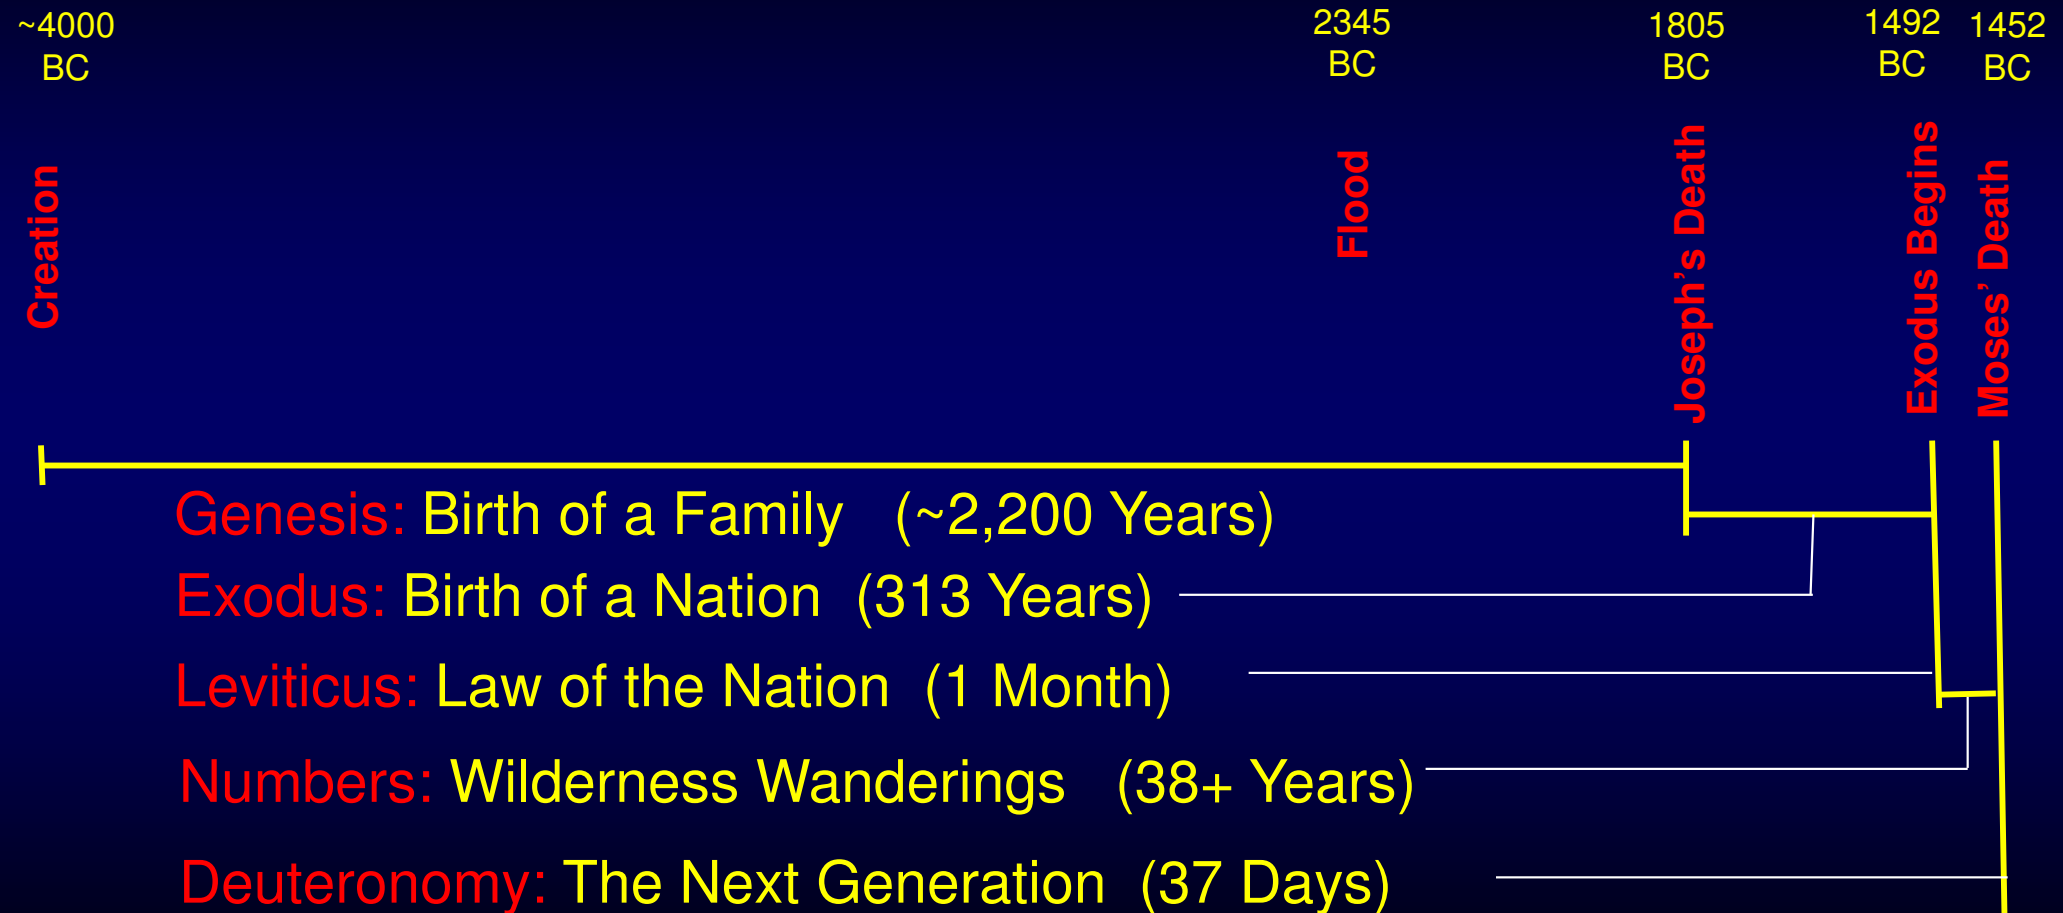 ~4000
BC
2345
BC
1805
BC
1492
BC
1452
BC
Creation
Flood
Joseph’s Death
Exodus Begins
Moses’ Death
Genesis: Birth of a Family (~2,200 Years)
Exodus: Birth of a Nation (313 Years)
Leviticus: Law of the Nation (1 Month)
Numbers: Wilderness Wanderings (38+ Years)
Deuteronomy: The Next Generation (37 Days)